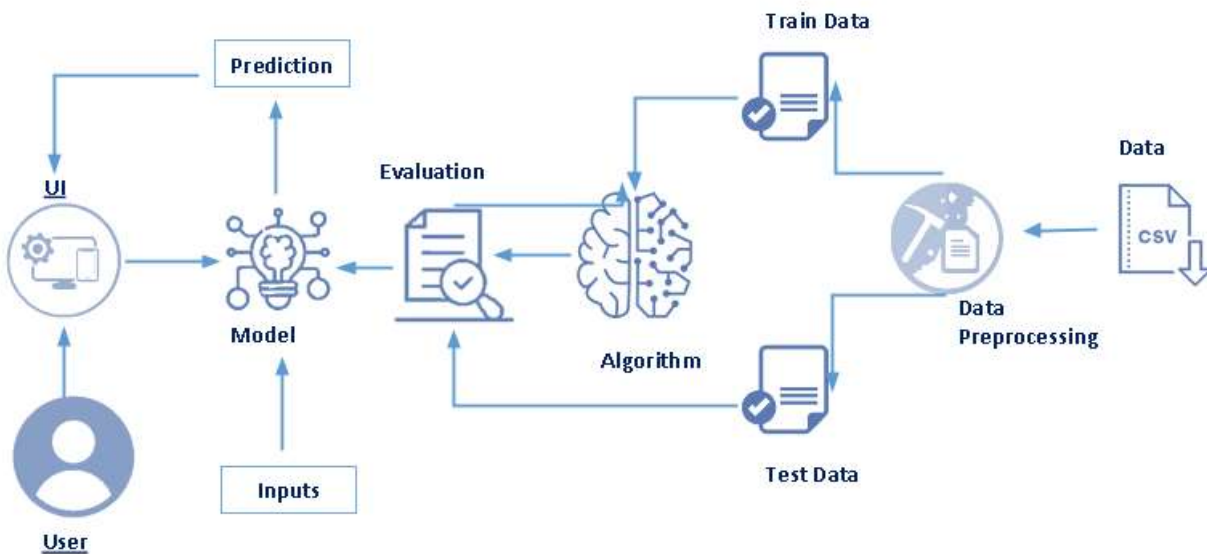 Train Data
Prediction
Data
Evaluation
UI
CSV
Data
Preprocessing
Model
Algorithm
Test Data
Inputs
User